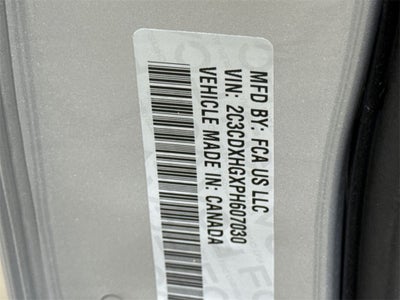 MFD BY: FCA US LLC
VIN: 2C3CDXHGXPH607030
VEHICLE MADE IN: CANADA